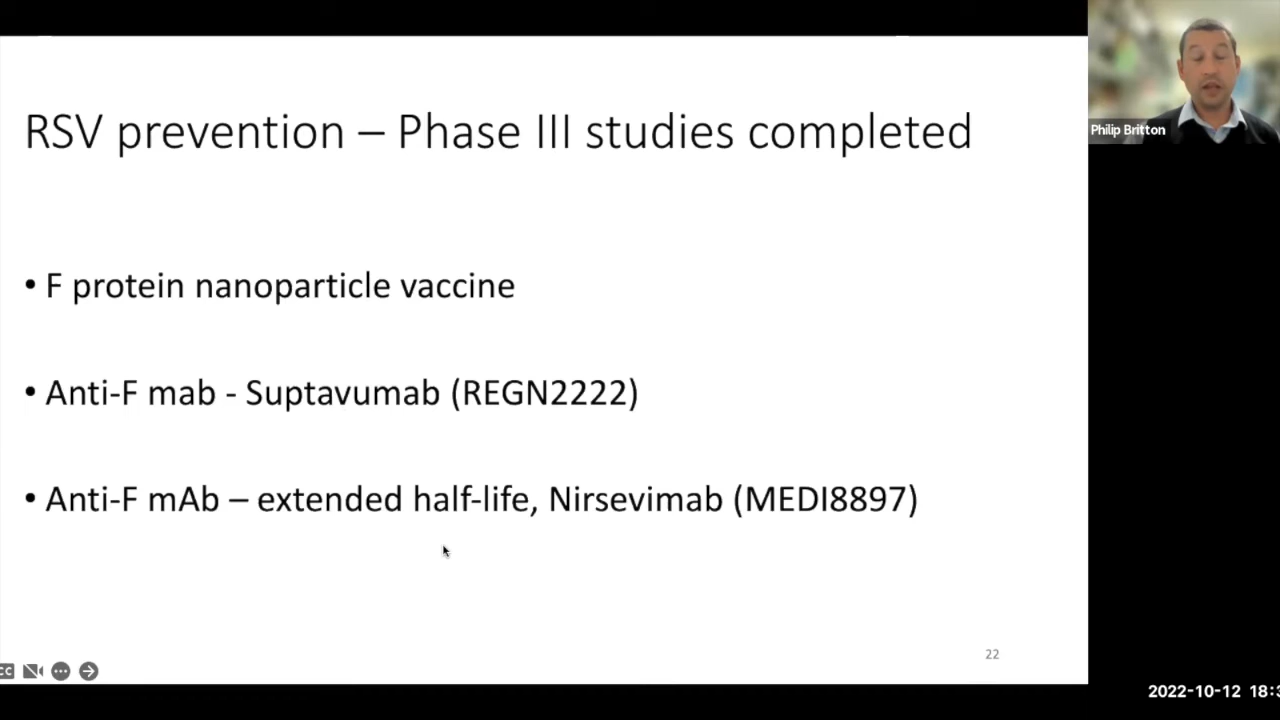 RSV prevention – Phase III studies completed
• F protein nanoparticle vaccine
• Anti-F mab - Suptavumab (REGN2222)
• Anti-F mAb – extended half-life, Nirsevimab (MEDI8897)
22
Philip Britton
CC
2022-10-12 18:3